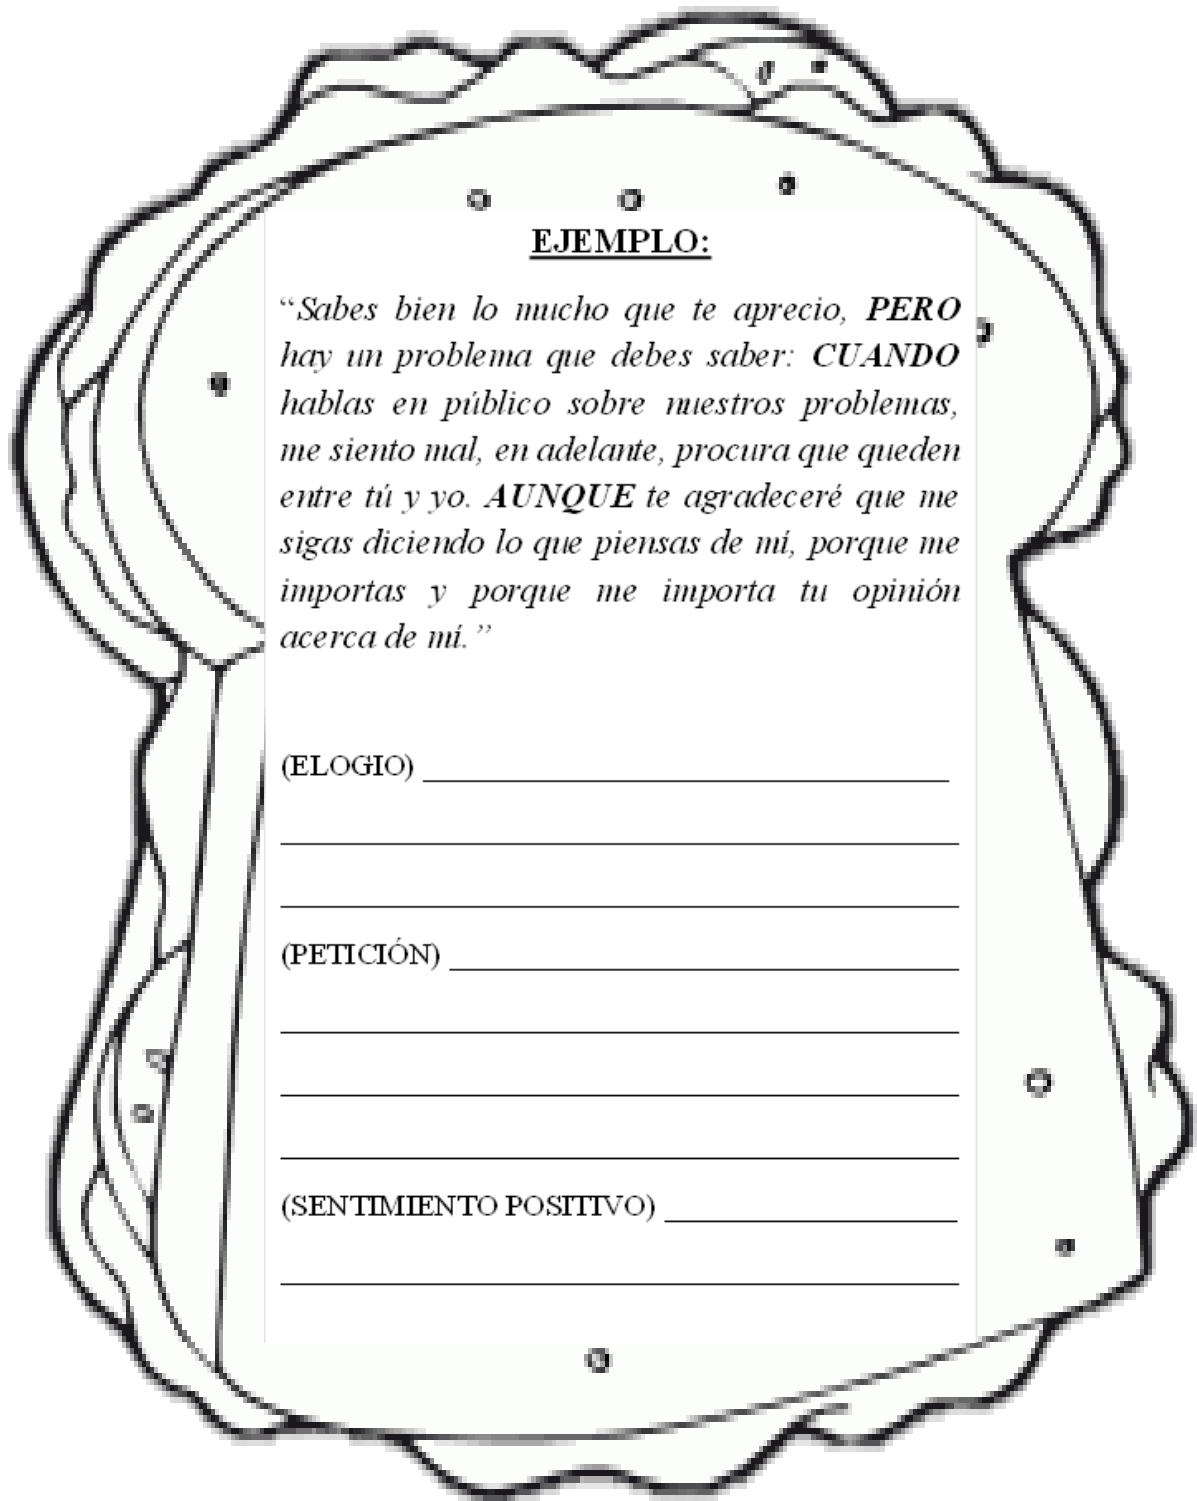 EJEMPLO:
“Sabes bien lo mucho que te aprecio, PERO
hay un problema que debes saber: CUANDO
hablas en público sobre nuestros problemas,
me siento mal, en adelante, procura que queden
entre tú y yo. AUNQUE te agradeceré que me
sigas diciendo lo que piensas de mí, porque me
importas y porque me importa tu opinión
acerca de mí.”
(ELOGIO)
(PETICIÓN)
(SENTIMIENTO POSITIVO)